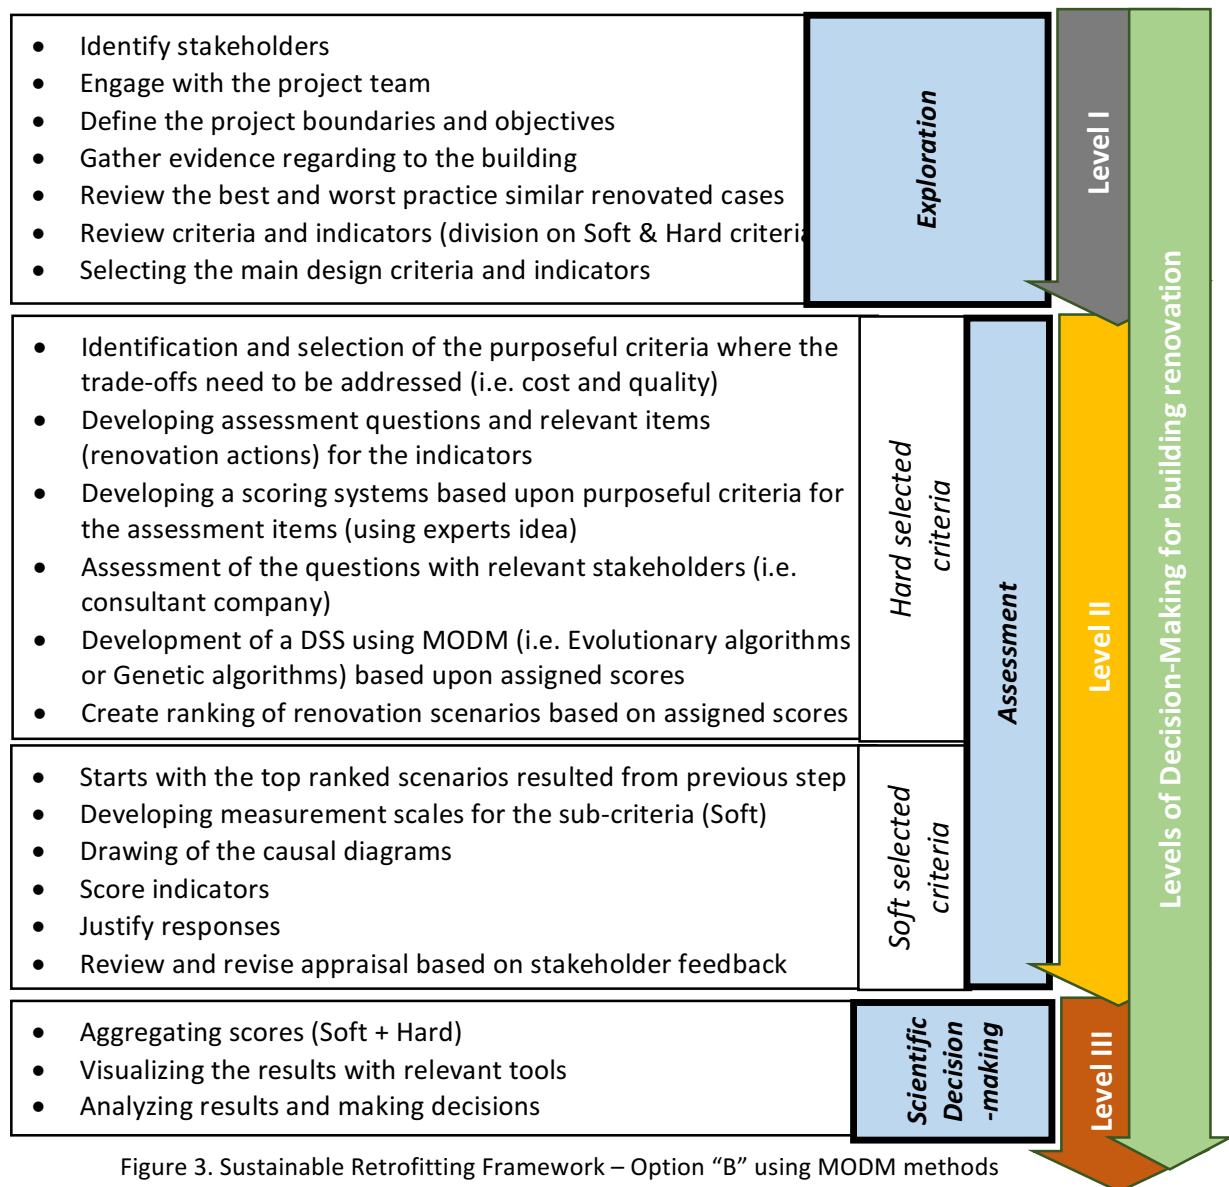 • Identify stakeholders
• Engage with the project team
• Define the project boundaries and objectives
• Gather evidence regarding to the building
• Review the best and worst practice similar renovated cases
• Review criteria and indicators (division on Soft & Hard criteria
• Selecting the main design criteria and indicators
Exploration
Level I
• Identification and selection of the purposeful criteria where the
trade-offs need to be addressed (i.e. cost and quality)
• Developing assessment questions and relevant items
(renovation actions) for the indicators
• Developing a scoring systems based upon purposeful criteria for
the assessment items (using experts idea)
• Assessment of the questions with relevant stakeholders (i.e.
consultant company)
• Development of a DSS using MODM (i.e. Evolutionary algorithms
or Genetic algorithms) based upon assigned scores
• Create ranking of renovation scenarios based on assigned scores
Hard selected
criteria
• Starts with the top ranked scenarios resulted from previous step
• Developing measurement scales for the sub-criteria (Soft)
• Drawing of the causal diagrams
• Score indicators
• Justify responses
• Review and revise appraisal based on stakeholder feedback
Soft selected
criteria
Assessment
Level II
• Aggregating scores (Soft + Hard)
• Visualizing the results with relevant tools
• Analyzing results and making decisions
Scientific
Decision
-making
Level III
Levels of Decision-Making for building renovation
Figure 3. Sustainable Retrofitting Framework – Option “B” using MODM methods